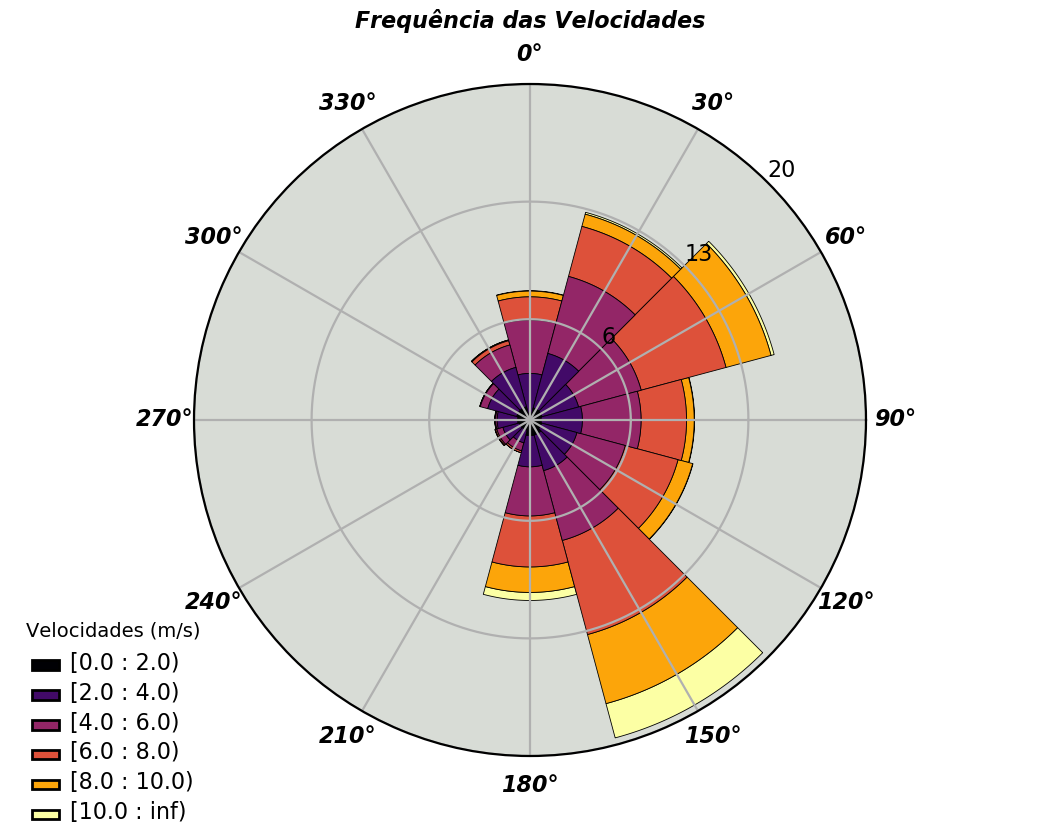 Frequência das Velocidades
0°
330°
30°
20
300°
60°
13
6
270°
90°
240°
120°
210°
150°
180°
Velocidades (m/s)
[0.0 : 2.0)
[2.0 : 4.0)
[4.0 : 6.0)
[6.0 : 8.0)
[8.0 : 10.0)
[10.0 : inf)